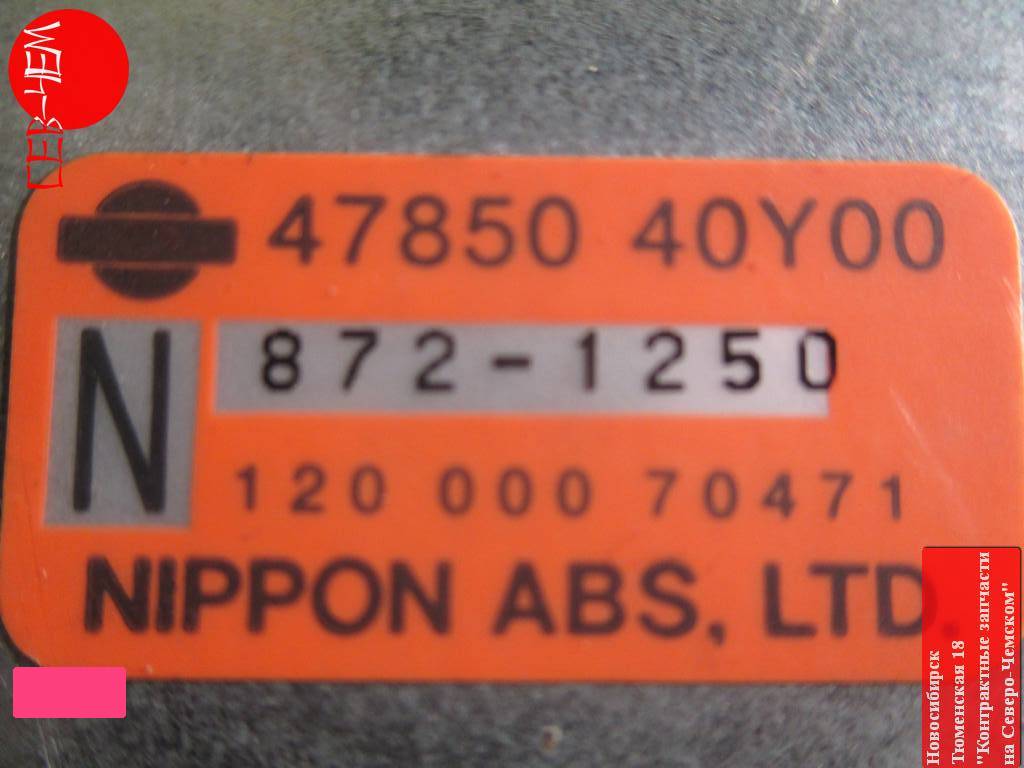 СЕВ-ЧЕМ
47850 40Y00
N
872-1250
120 000 70471
NIPPON ABS, LTD.
Новосибирск
Тюменская 18
"Контрактные запчасти
на Северо-Чемском"